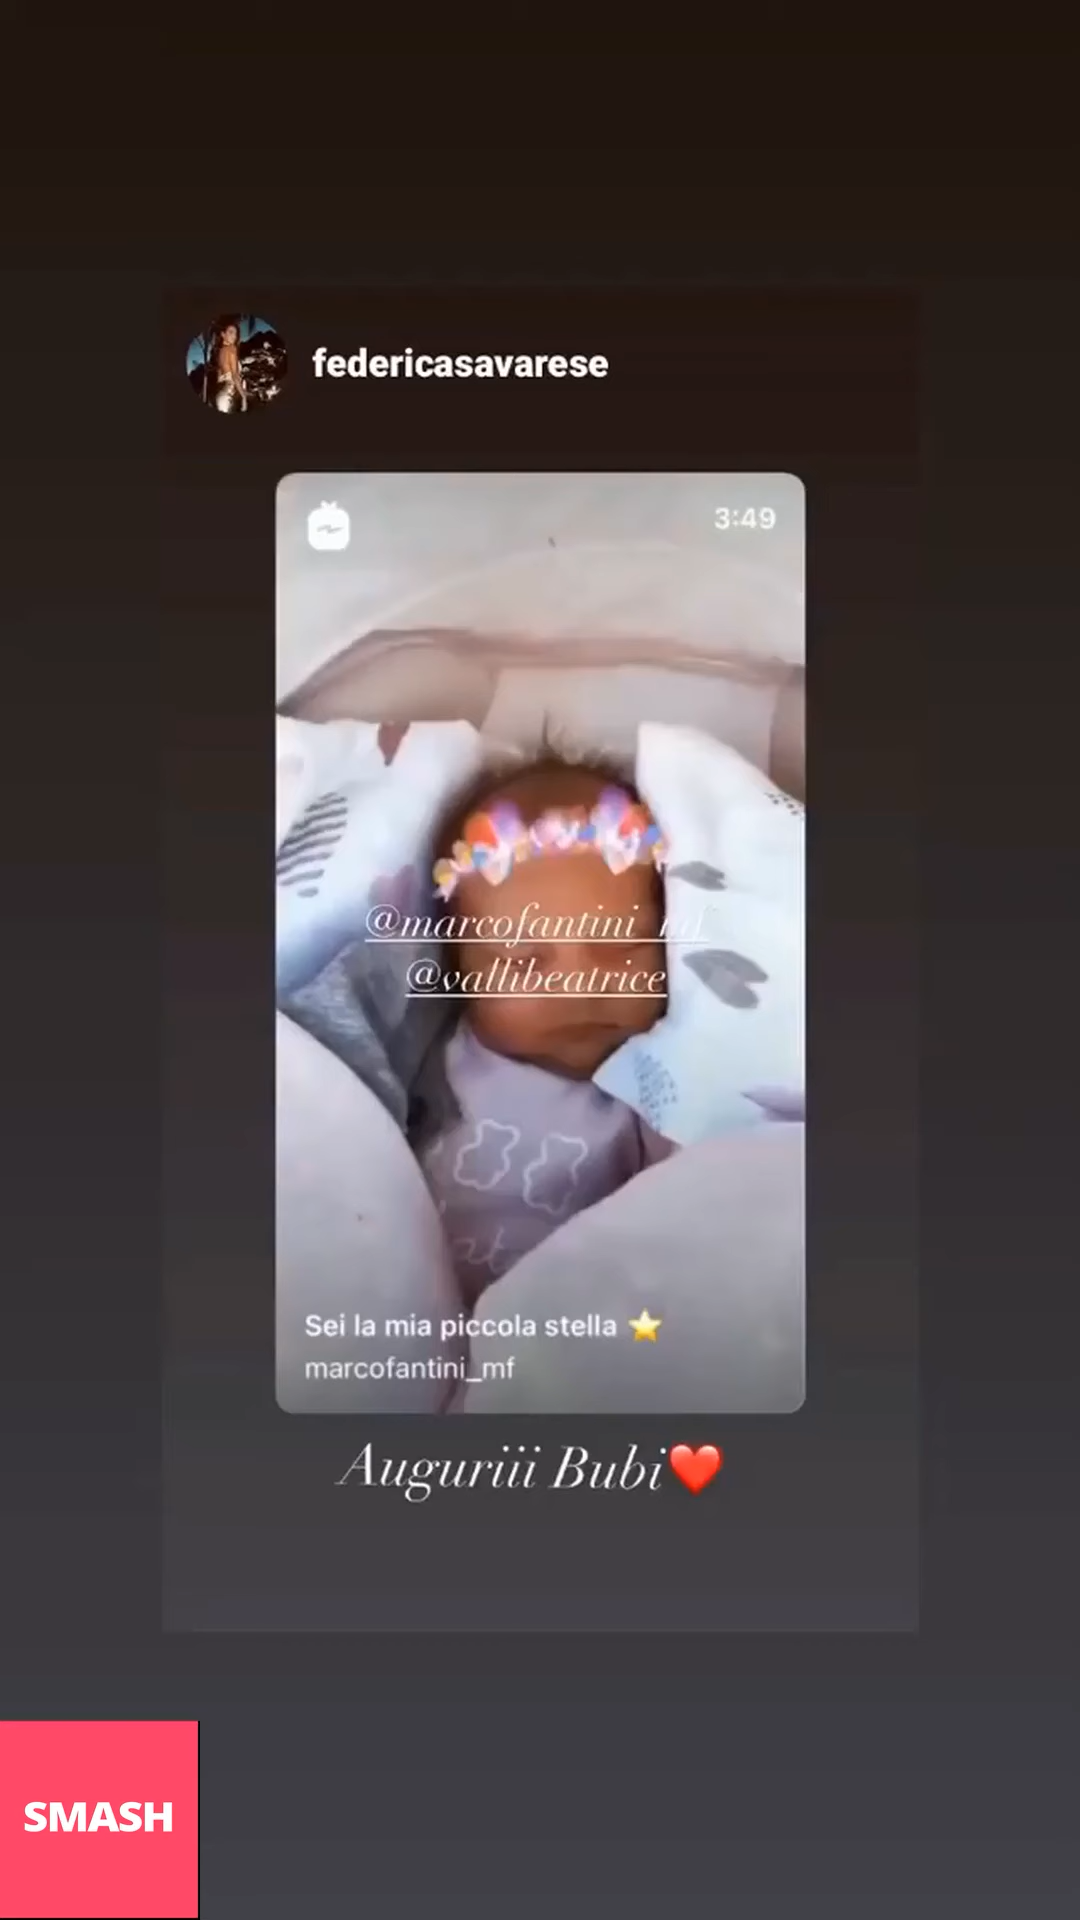 federicasavarese
3:49
@marcofantini_mf
@vallibeatrice
Sei la mia piccola stella ⭐
marcofantini_mf
Auguriii Bubi❤️
SMASH